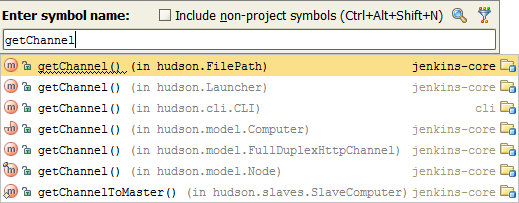 Enter symbol name: Include non-project symbols (Ctrl+Alt+Shift+N)
getChannel
getChannel() (in hudson.FilePath) jenkins-core
getChannel() (in hudson.Launcher) jenkins-core
getChannel() (in hudson.cli.CLI) cli
getChannel() (in hudson.model.Computer) jenkins-core
getChannel() (in hudson.model.FullDuplexHttpChannel) jenkins-core
getChannel() (in hudson.model.Node) jenkins-core
getChannelToMaster() (in hudson.slaves.SlaveComputer) jenkins-core